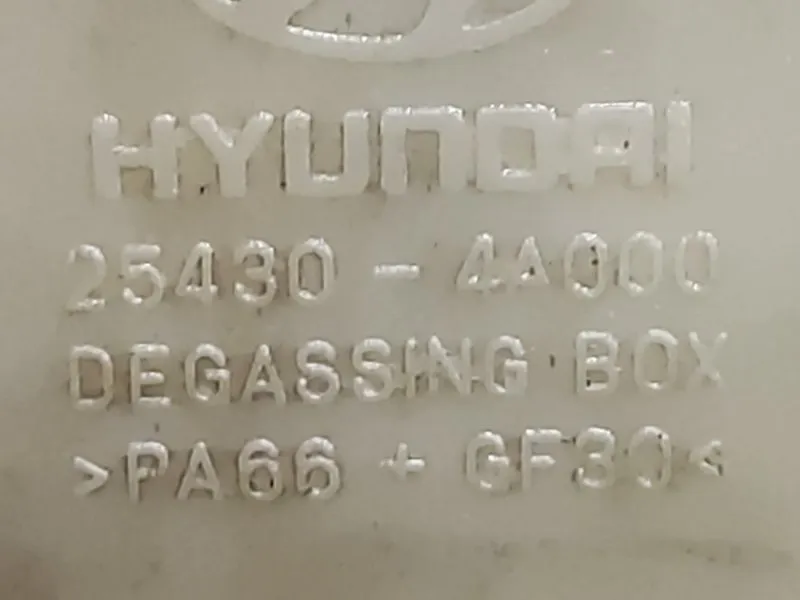 HYUNDAI
25430 - 4A000
DEGASSING BOX
>PA66 + GF30<